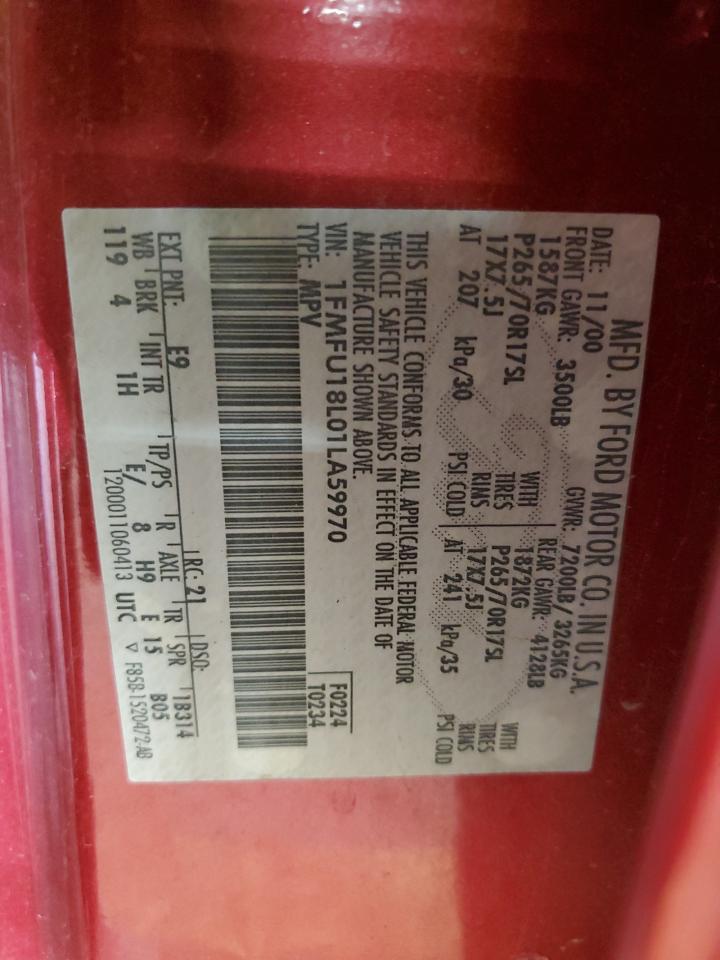 MFD. BY FORD MOTOR CO. IN U.S.A.
DATE: 11/00 GVWR: 7200LB/ 3265KG
FRONT GAWR: 3500LB REAR GAWR: 4128LB
1587KG WITH 1872KG WITH
P265/70R17SL TIRES P265/70R17SL TIRES
17X7.5J RIMS 17X7.5J RIMS
AT 207 kPa/30 PSI COLD AT 241 kPa/35 PSI COLD
THIS VEHICLE CONFORMS TO ALL APPLICABLE FEDERAL MOTOR
VEHICLE SAFETY STANDARDS IN EFFECT ON THE DATE OF
MANUFACTURE SHOWN ABOVE.
VIN: 1FMFU18L01LA59970 F0224
TYPE: MPV T0234
EXT PNT: E9 RC: 21 DSO:
WB BRK INT TR TP/PS R AXLE TR SPR 18314
119 4 1H E/ 8 H9 E 15 B05
1200011060413 UTC ▽ F85B-1520472-AB